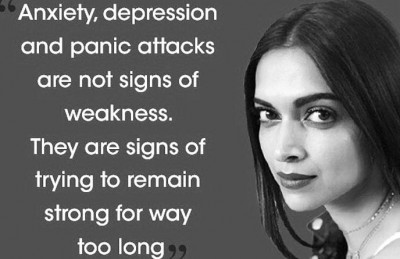 “Anxiety, depression
and panic attacks
are not signs of
weakness.
They are signs of
trying to remain
strong for way
too long”